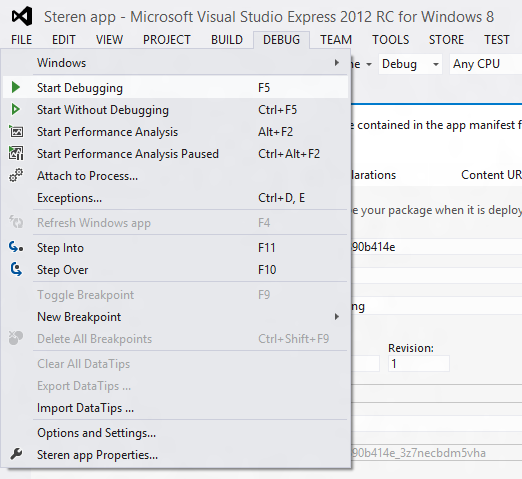 Steren app - Microsoft Visual Studio Express 2012 RC for Windows 8
FILE EDIT VIEW PROJECT BUILD DEBUG TEAM TOOLS STORE TEST
Debug Any CPU
Windows
Start Debugging F5
Start Without Debugging Ctrl+F5
e contained in the app manifest f
Start Performance Analysis Alt+F2
Start Performance Analysis Paused Ctrl+Alt+F2
Attach to Process... larations Content UR
Exceptions... Ctrl+D, E
e your package when it is deploy
Refresh Windows app F4
Step Into F11 90b414e
Step Over F10
Toggle Breakpoint F9
ng
New Breakpoint
Delete All Breakpoints Ctrl+Shift+F9 Revision:
Clear All DataTips 1
Export DataTips ...
Import DataTips ...
Options and Settings...
Steren app Properties... 90b414e_3z7necbdm5vha